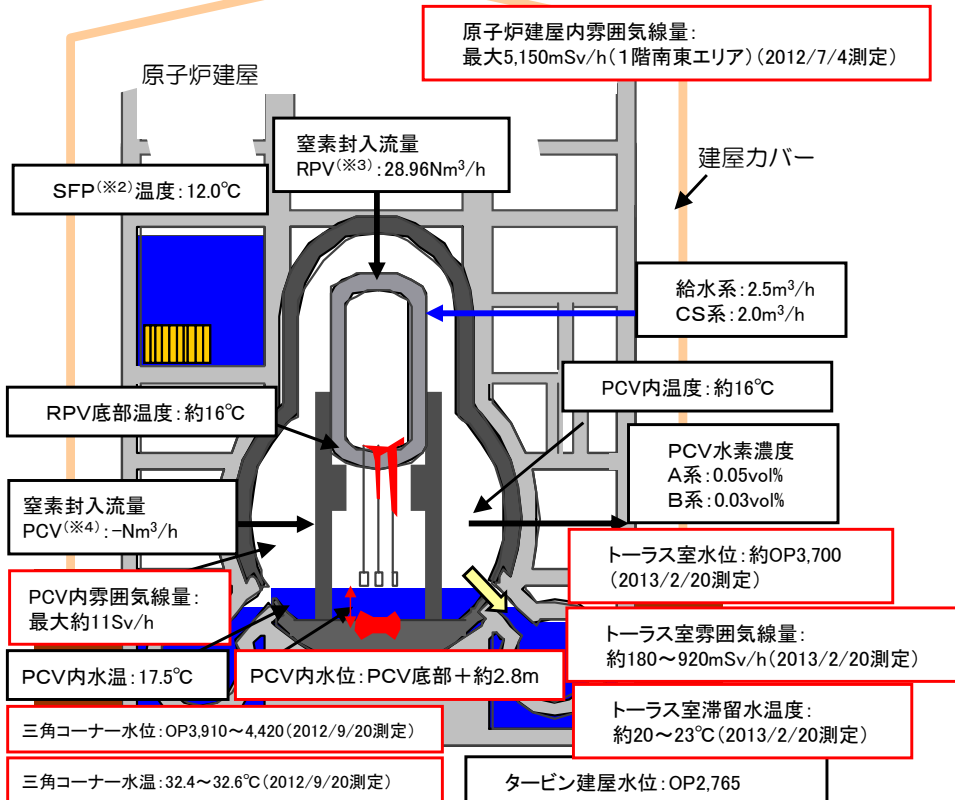 原子炉建屋内雰囲気線量:
最大5,150mSv/h(1階南東エリア)(2012/7/4測定)
原子炉建屋
窒素封入流量
RPV(※3):28.96Nm3/h
建屋カバー
SFP(※2)温度:12.0℃
給水系:2.5m3/h
CS系:2.0m3/h
PCV内温度:約16℃
RPV底部温度:約16℃
PCV水素濃度
A系:0.05vol%
B系:0.03vol%
窒素封入流量
PCV(※4):-Nm3/h
トーラス室水位:約OP3,700
(2013/2/20測定)
PCV内雰囲気線量:
最大約11Sv/h
トーラス室雰囲気線量:
約180~920mSv/h(2013/2/20測定)
PCV内水温:17.5℃
PCV内水位:PCV底部+約2.8m
トーラス室滞留水温度:
約20~23℃(2013/2/20測定)
三角コーナー水位:OP3,910~4,420(2012/9/20測定)
三角コーナー水温:32.4~32.6℃(2012/9/20測定)
タービン建屋水位:OP2,765